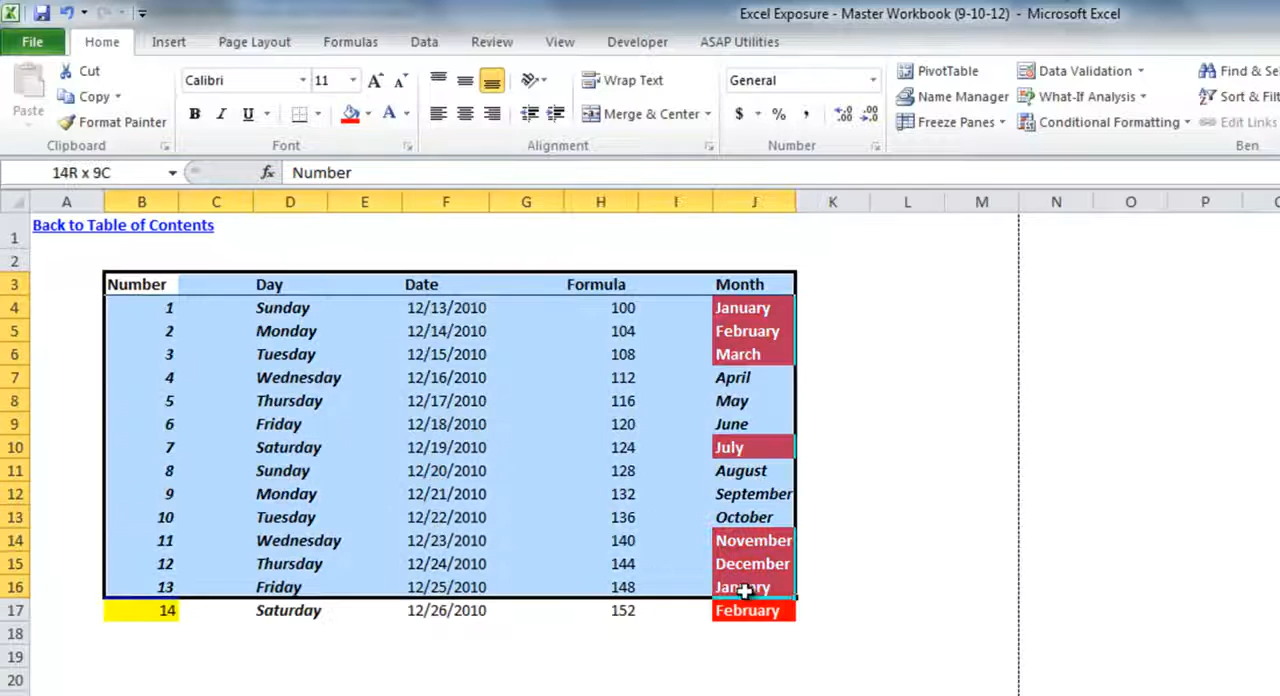 Excel Exposure - Master Workbook (9-10-12) - Microsoft Excel
File Home Insert Page Layout Formulas Data Review View Developer ASAP Utilities
Cut Calibri 11 Wrap Text General PivotTable Data Validation Find & Se
Paste Copy B I U A Merge & Center $ % , Name Manager What-If Analysis Sort & Filt
Format Painter Freeze Panes Conditional Formatting Edit Links
Clipboard Font Alignment Number Ben
14R x 9C fx Number
A B C D E F G H I J K L M N O P
1 Back to Table of Contents
2
3 Number Day Date Formula Month
4 1 Sunday 12/13/2010 100 January
5 2 Monday 12/14/2010 104 February
6 3 Tuesday 12/15/2010 108 March
7 4 Wednesday 12/16/2010 112 April
8 5 Thursday 12/17/2010 116 May
9 6 Friday 12/18/2010 120 June
10 7 Saturday 12/19/2010 124 July
11 8 Sunday 12/20/2010 128 August
12 9 Monday 12/21/2010 132 September
13 10 Tuesday 12/22/2010 136 October
14 11 Wednesday 12/23/2010 140 November
15 12 Thursday 12/24/2010 144 December
16 13 Friday 12/25/2010 148 January
17 14 Saturday 12/26/2010 152 February
18
19
20